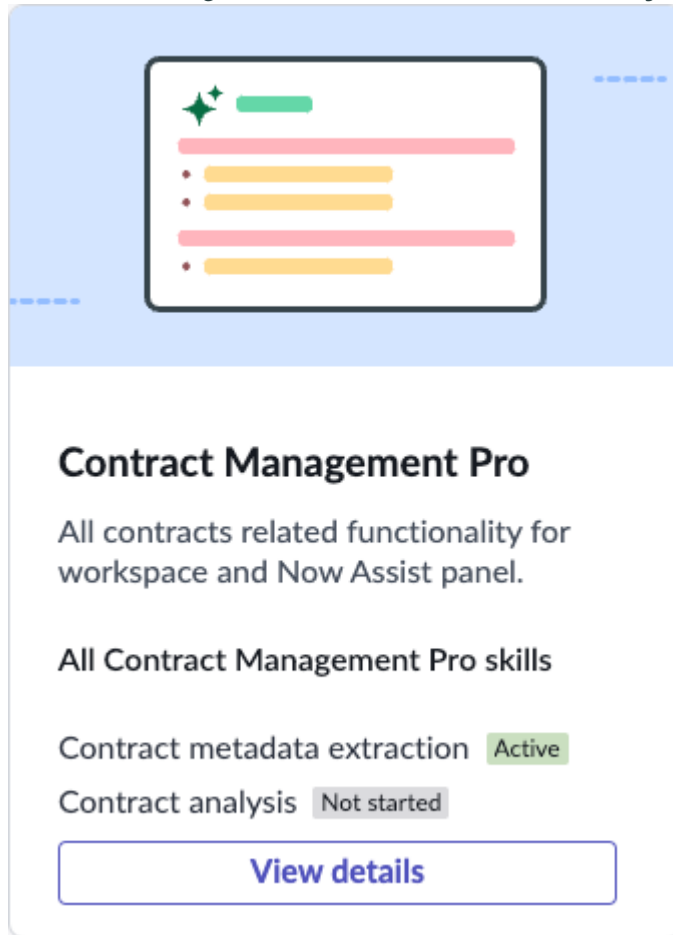 Contract Management Pro
All contracts related functionality for
workspace and Now Assist panel.
All Contract Management Pro skills
Contract metadata extraction Active
Contract analysis Not started
View details